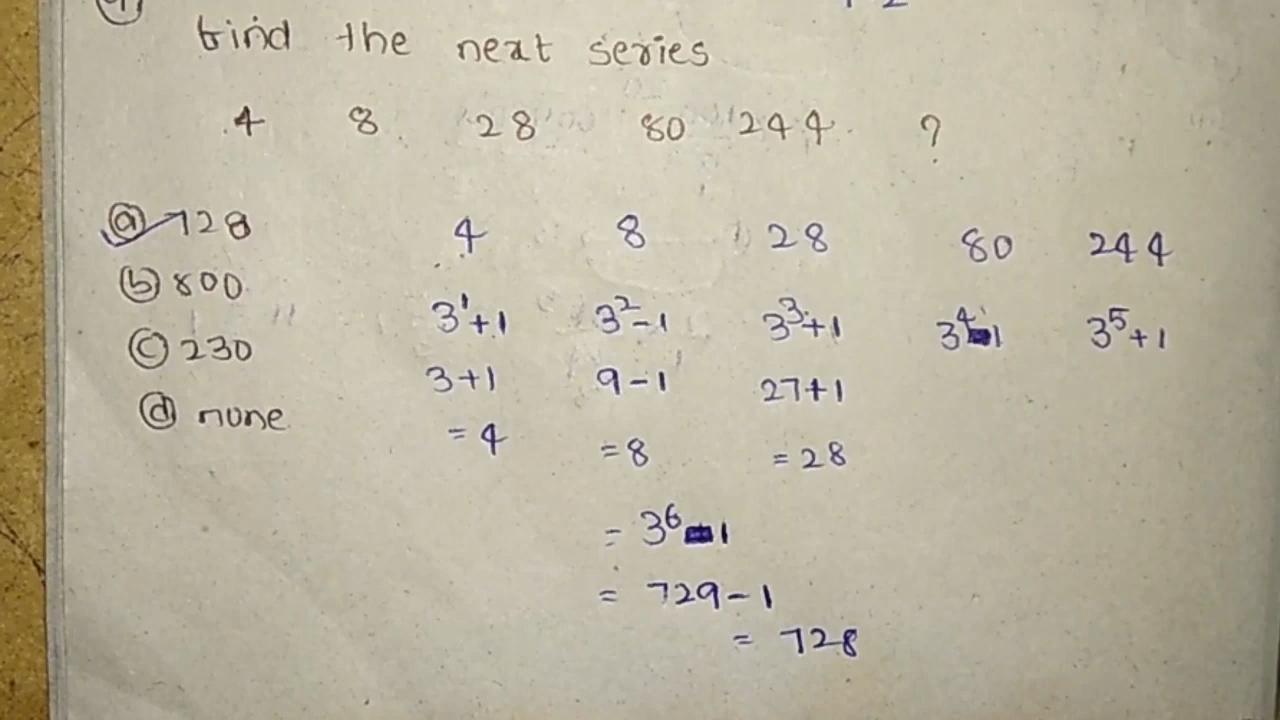 find the next series
4 8 28 80 244 ?
ⓐ 728
ⓑ 800
ⓒ 230
ⓓ none
4 8 28 80 244
3¹+1 3²-1 3³+1 3⁴-1 3⁵+1
3+1 9-1 27+1
=4 =8 =28
= 3⁶-1
= 729-1
= 728